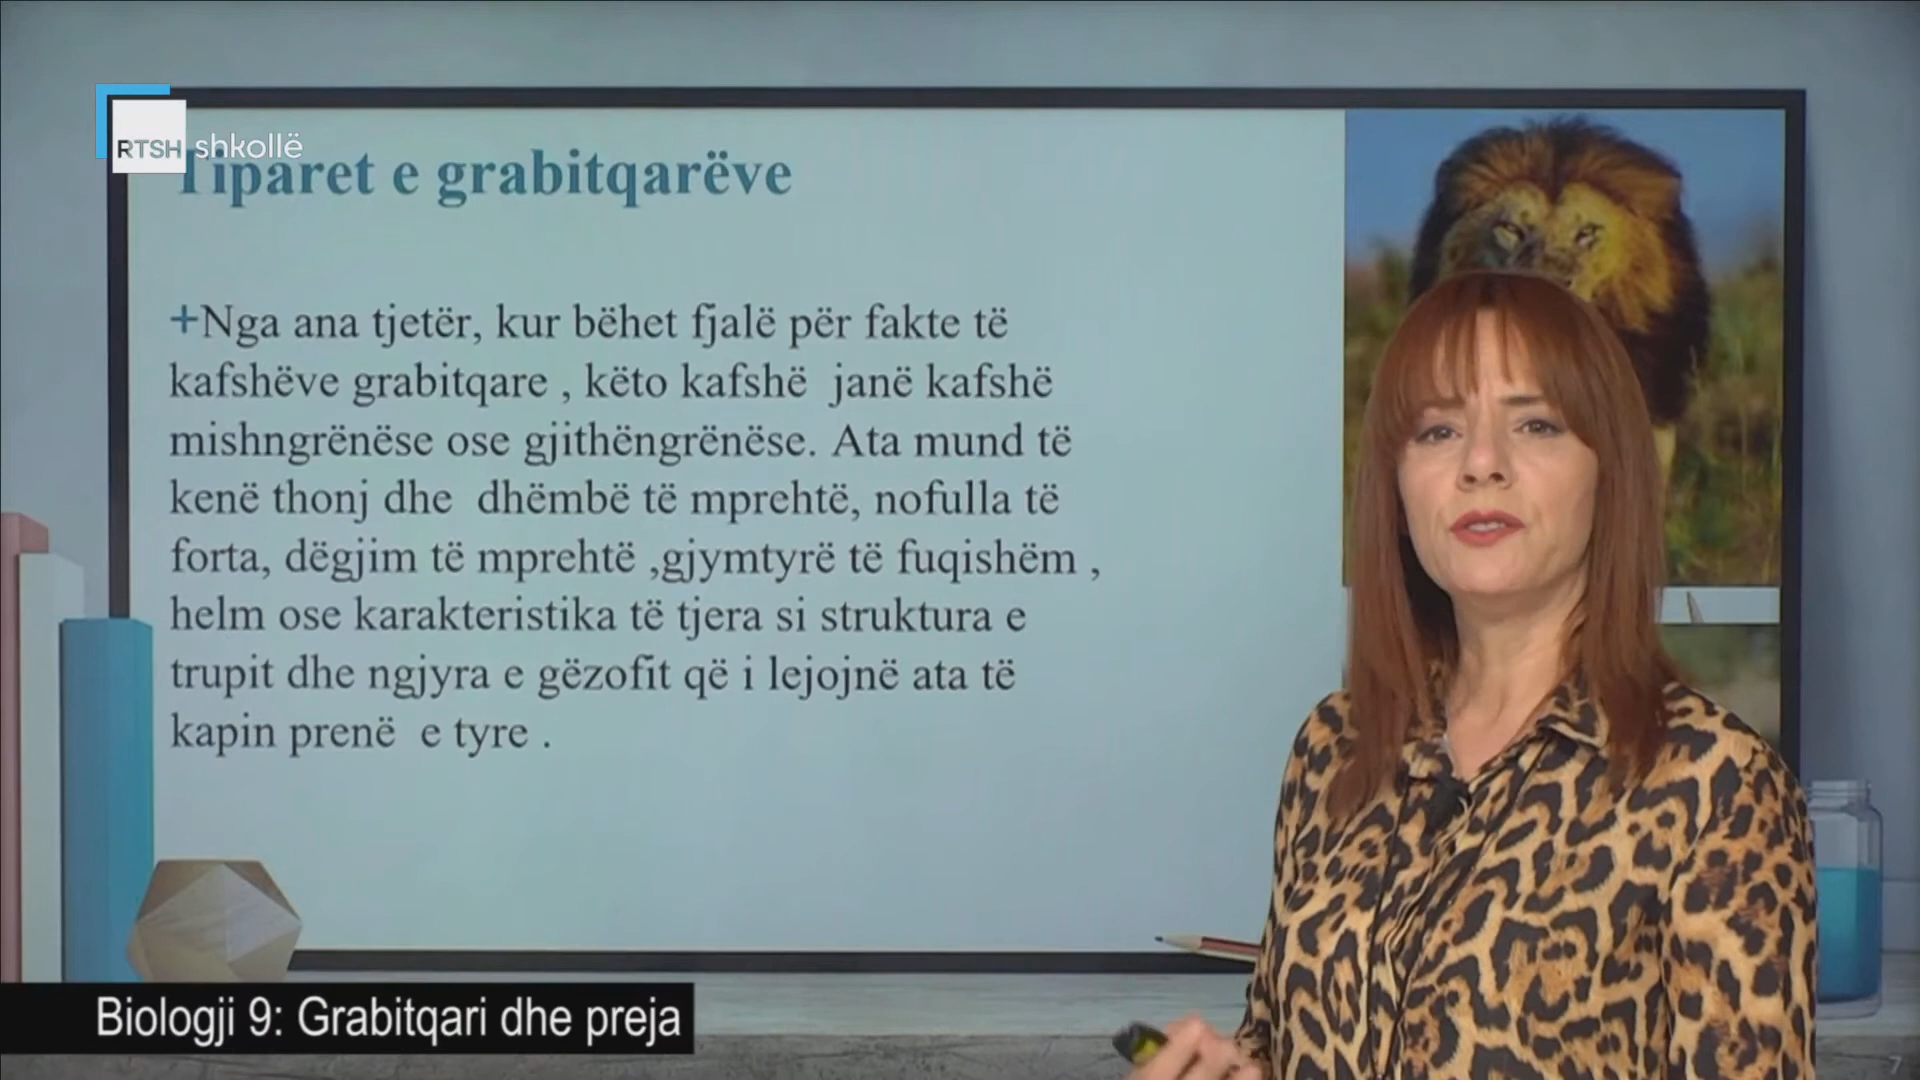 RTSH shkollë
Tiparet e grabitqarëve
+Nga ana tjetër, kur bëhet fjalë për fakte të
kafshëve grabitqare , këto kafshë janë kafshë
mishngrënëse ose gjithëngrënëse. Ata mund të
kenë thonj dhe dhëmbë të mprehtë, nofulla të
forta, dëgjim të mprehtë ,gjymtyrë të fuqishëm ,
helm ose karakteristika të tjera si struktura e
trupit dhe ngjyra e gëzofit që i lejojnë ata të
kapin prenë e tyre .
Biologji 9: Grabitqari dhe preja
7